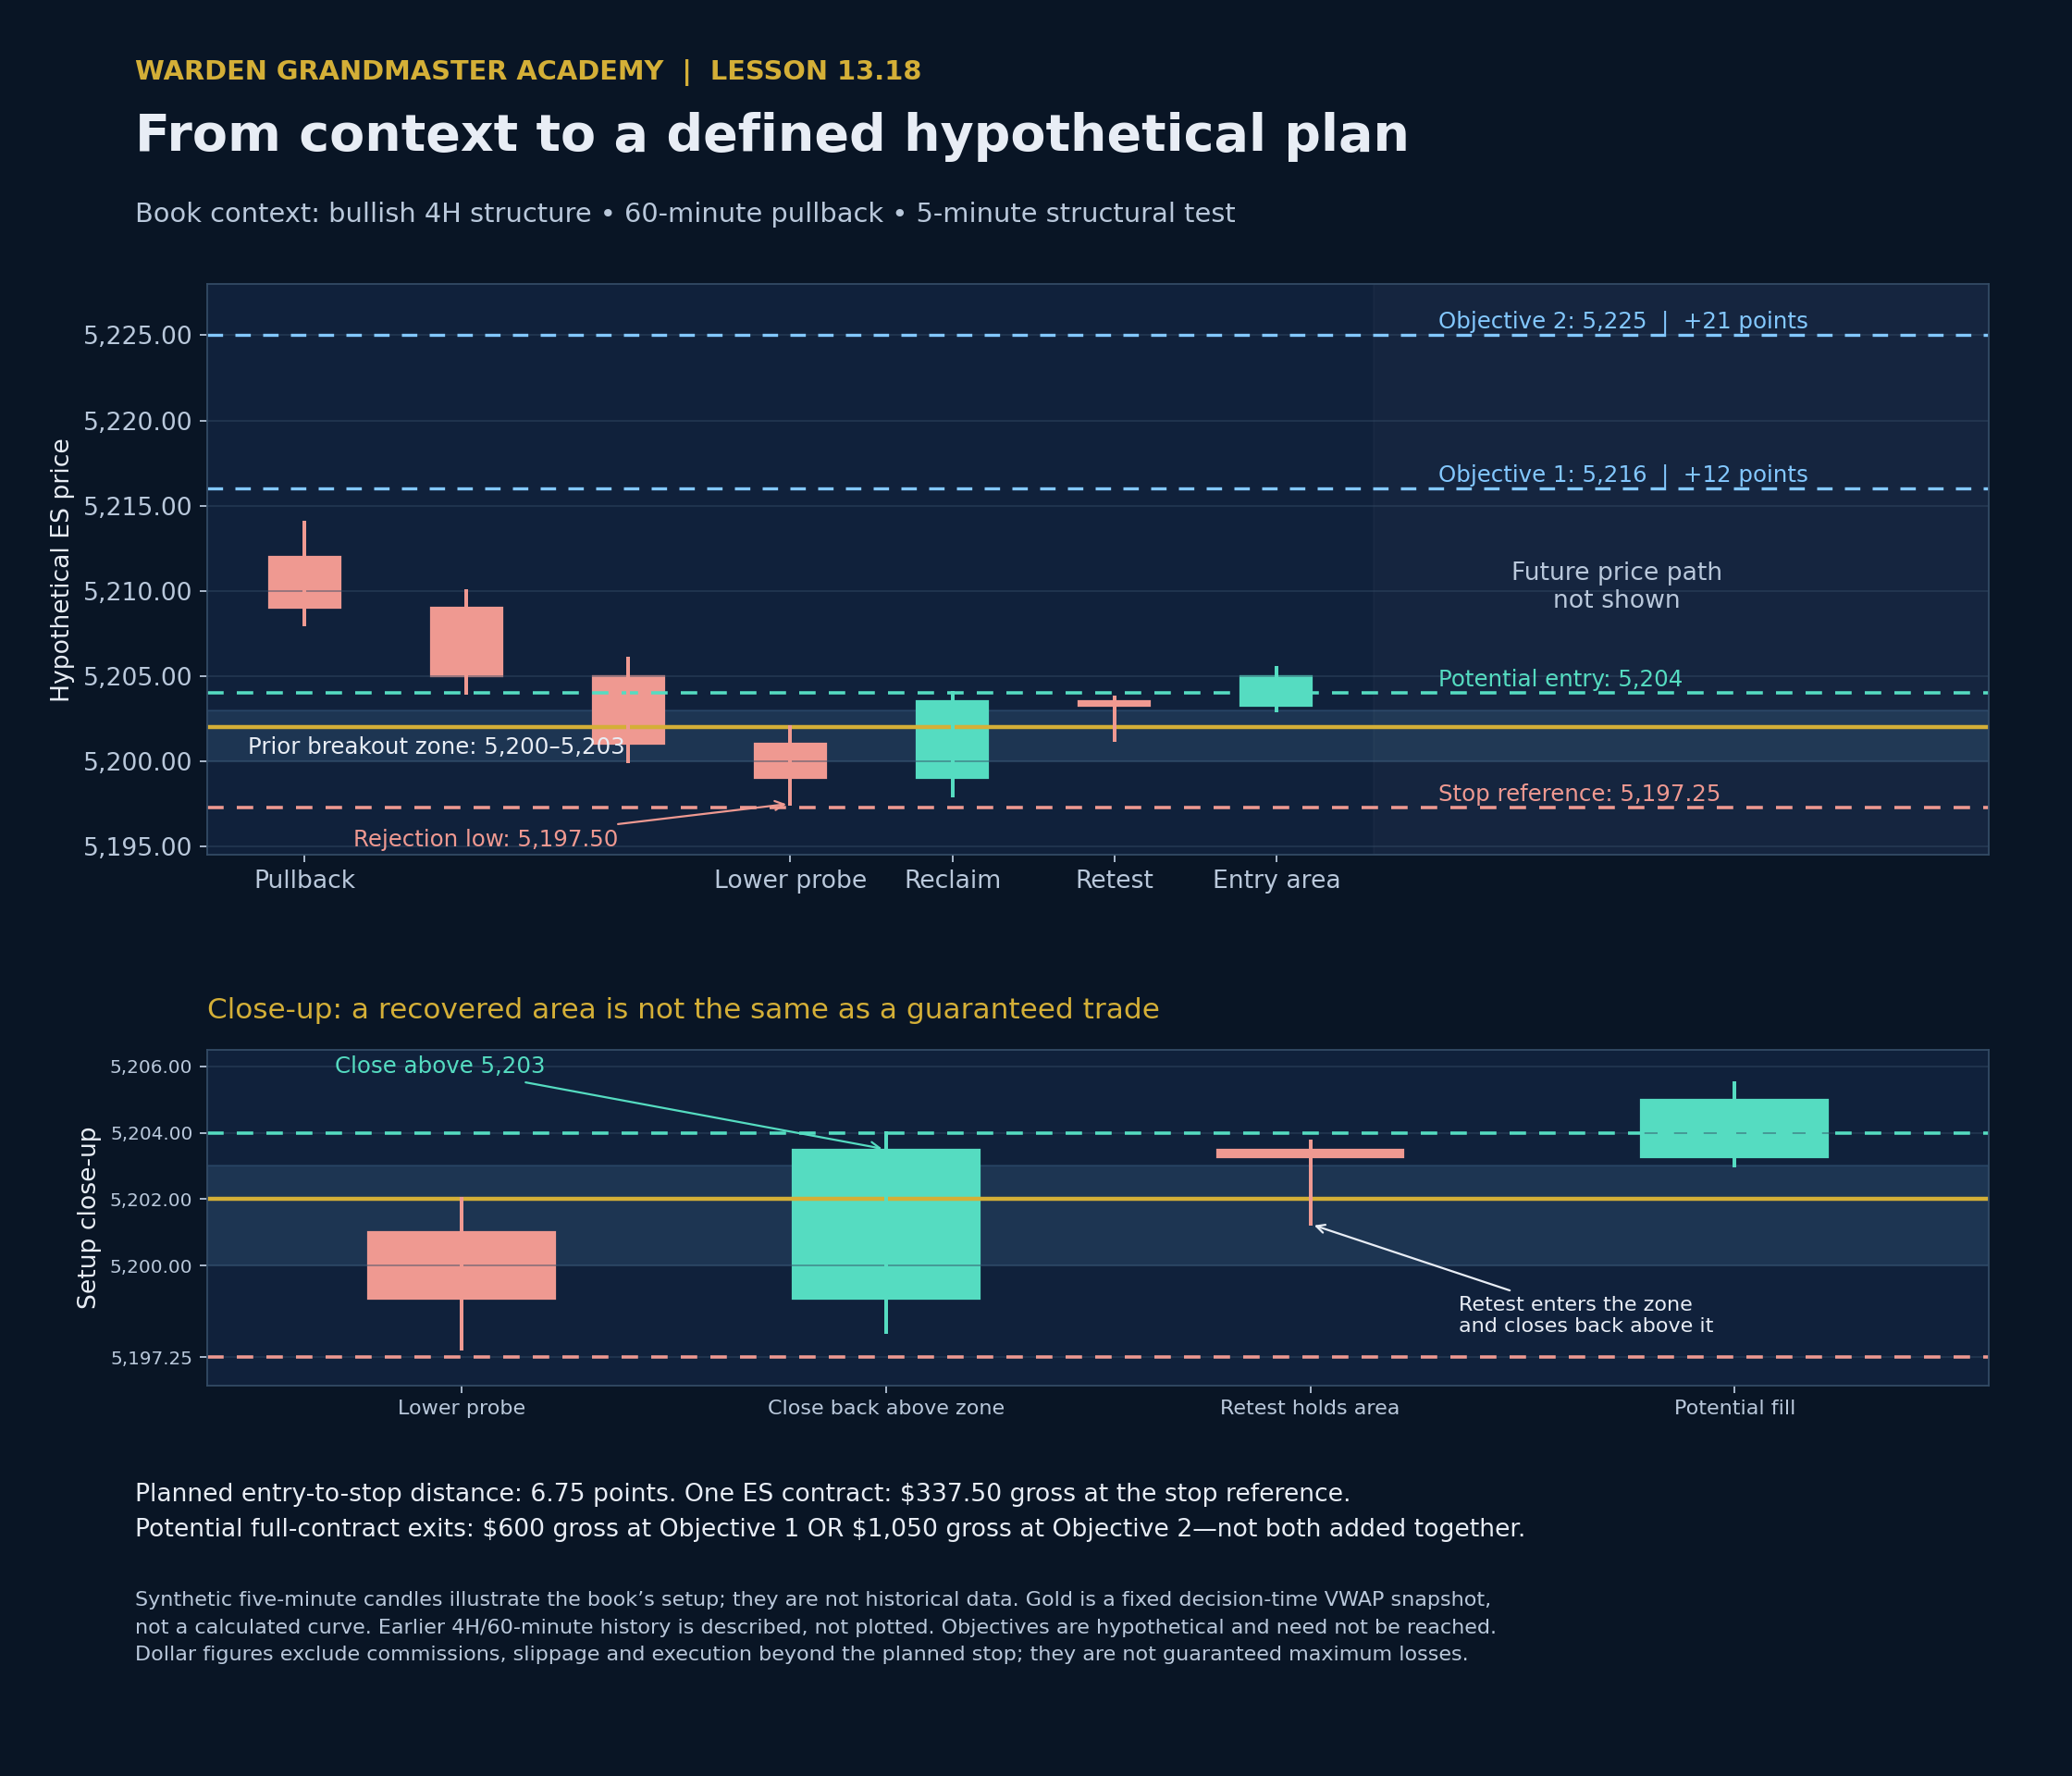 WARDEN GRANDMASTER ACADEMY | LESSON 13.18
From context to a defined hypothetical plan
Book context: bullish 4H structure • 60-minute pullback • 5-minute structural test
Hypothetical ES price
5,225.00
5,220.00
5,215.00
5,210.00
5,205.00
5,200.00
5,195.00
Objective 2: 5,225 | +21 points
Objective 1: 5,216 | +12 points
Future price path
not shown
Potential entry: 5,204
Prior breakout zone: 5,200–5,203
Stop reference: 5,197.25
Rejection low: 5,197.50
Pullback
Lower probe
Reclaim
Retest
Entry area
Close-up: a recovered area is not the same as a guaranteed trade
Setup close-up
5,206.00
5,204.00
5,202.00
5,200.00
5,197.25
Close above 5,203
Retest enters the zone
and closes back above it
Lower probe
Close back above zone
Retest holds area
Potential fill
Planned entry-to-stop distance: 6.75 points. One ES contract: $337.50 gross at the stop reference.
Potential full-contract exits: $600 gross at Objective 1 OR $1,050 gross at Objective 2—not both added together.
Synthetic five-minute candles illustrate the book’s setup; they are not historical data. Gold is a fixed decision-time VWAP snapshot,
not a calculated curve. Earlier 4H/60-minute history is described, not plotted. Objectives are hypothetical and need not be reached.
Dollar figures exclude commissions, slippage and execution beyond the planned stop; they are not guaranteed maximum losses.